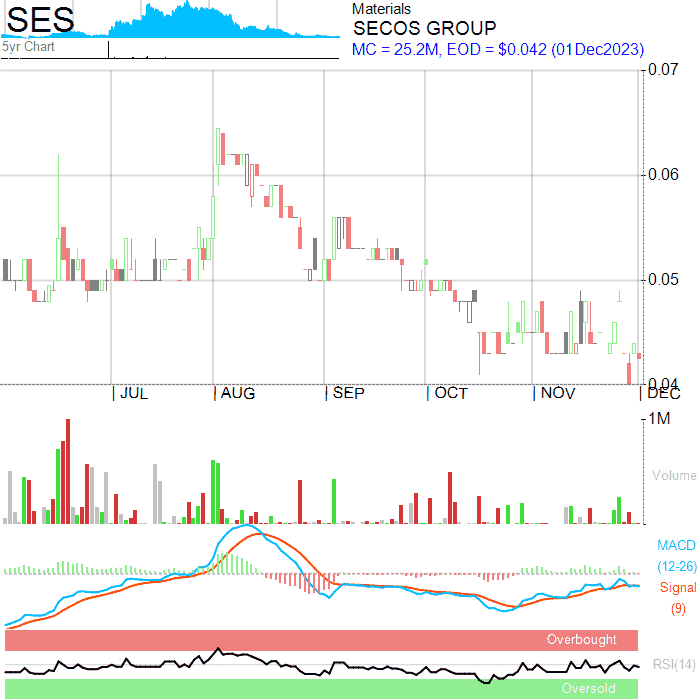 SES
5yr Chart
Materials
SECOS GROUP
MC = 25.2M, EOD = $0.042 (01Dec2023)
0.07
0.06
0.05
0.04
JUL AUG SEP OCT NOV DEC
1M
Volume
MACD
(12-26)
Signal
(9)
Overbought
RSI(14)
Oversold